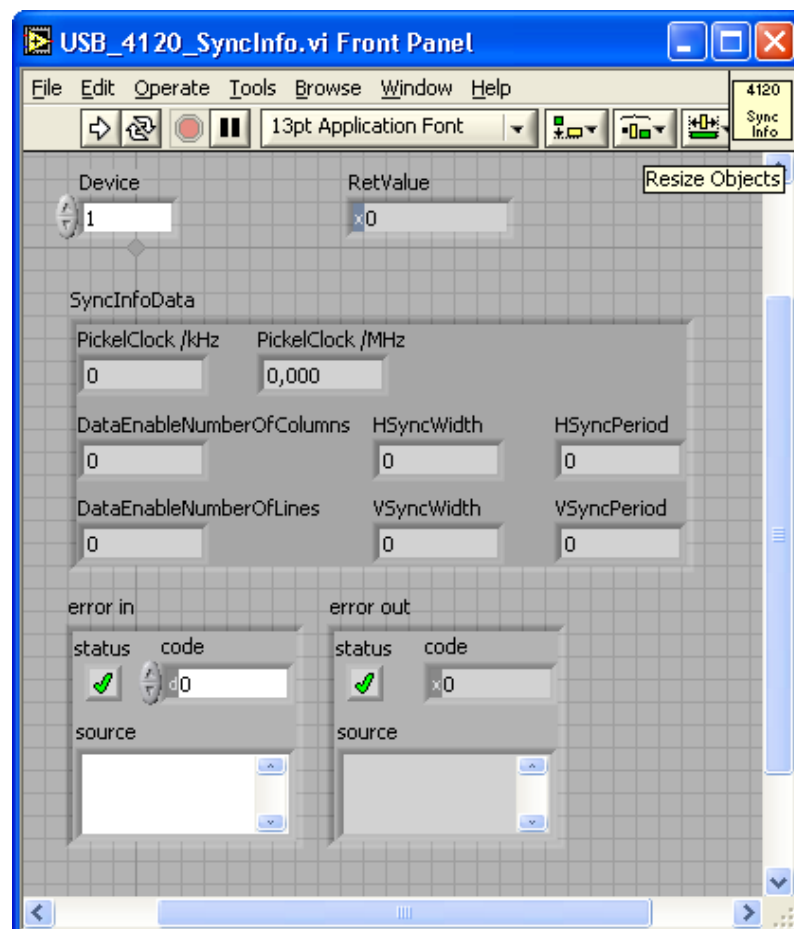 USB_4120_SyncInfo.vi Front Panel
File Edit Operate Tools Browse Window Help
4120
Sync
Info
13pt Application Font
Resize Objects
Device
RetValue
1
x0
SyncInfoData
PickelClock /kHz PickelClock /MHz
0
0,000
DataEnableNumberOfColumns HSyncWidth HSyncPeriod
0 0 0
DataEnableNumberOfLines VSyncWidth VSyncPeriod
0 0 0
error in
error out
status code
status code
d0
x0
source
source